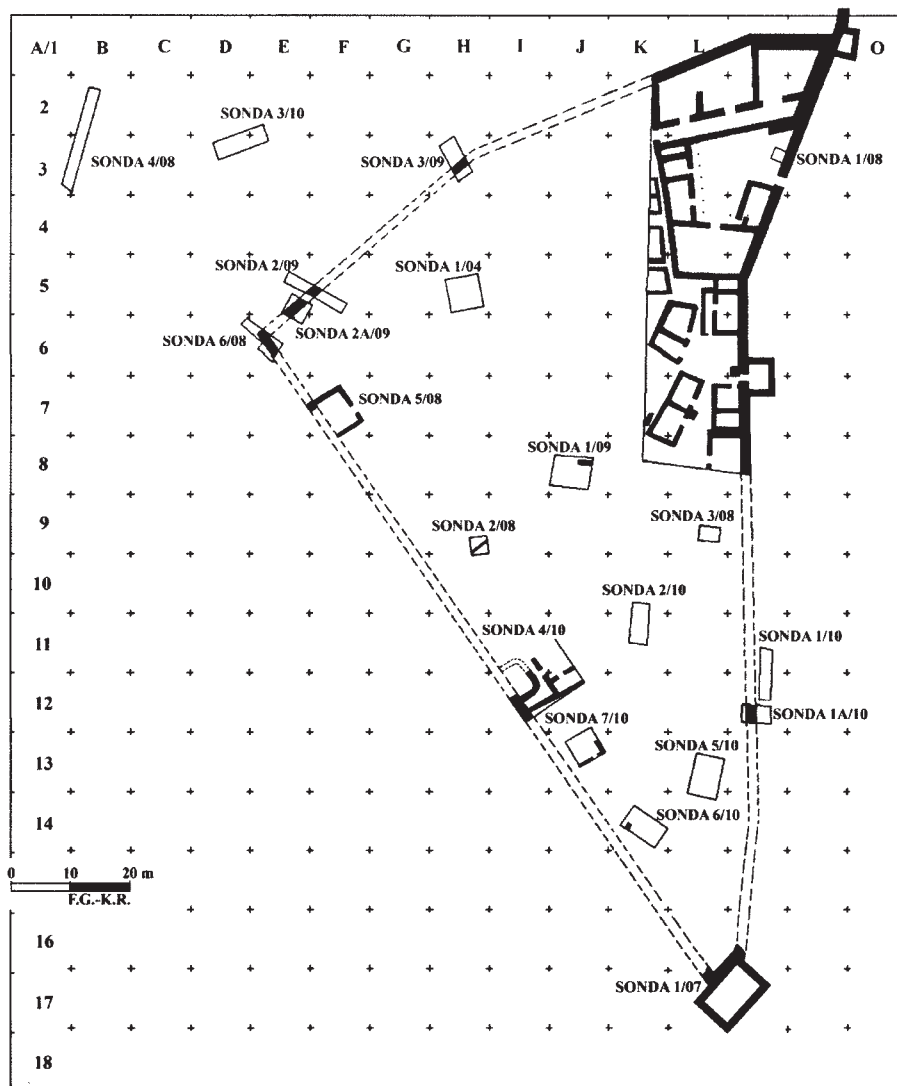 A/1 B C D E F G H I J K L O
2
SONDA 3/10
SONDA 4/08
3
SONDA 3/09
SONDA 1/08
4
SONDA 2/09
SONDA 1/04
5
SONDA 2A/09
SONDA 6/08
6
7
SONDA 5/08
8
SONDA 1/09
9
SONDA 2/08
SONDA 3/08
10
SONDA 2/10
11
SONDA 4/10
SONDA 1/10
12
SONDA 1A/10
SONDA 7/10
SONDA 5/10
13
14
SONDA 6/10
0 10 20 m
F.G.-K.R.
16
SONDA 1/07
17
18